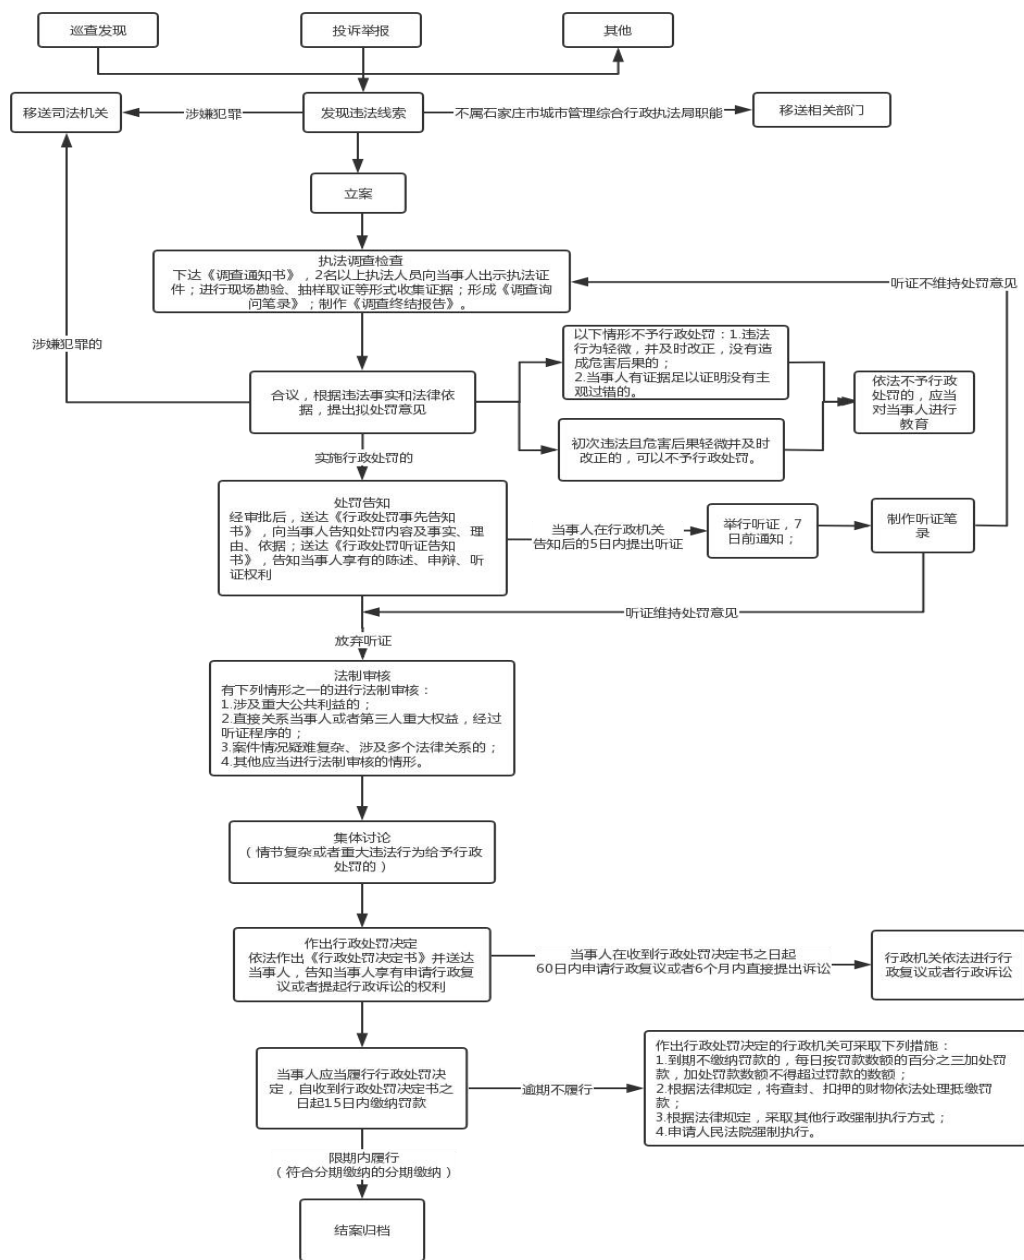 巡查发现
投诉举报
其他
移送司法机关
涉嫌犯罪
发现违法线索
不属石家庄市城市管理综合行政执法局职能
移送相关部门
立案
执法调查检查
下达《调查通知书》，2名以上执法人员向当事人出示执法证
件；进行现场勘验、抽样取证等形式收集证据；形成《调查询
问笔录》；制作《调查终结报告》。
听证不维持处罚意见
涉嫌犯罪的
合议，根据违法事实和法律依
据，提出拟处罚意见
以下情形不予行政处罚：1.违法
行为轻微，并及时改正，没有造
成危害后果的；
2.当事人有证据足以证明没有主
观过错的。
初次违法且危害后果轻微并及时
改正的，可以不予行政处罚。
依法不予行政
处罚的，应当
对当事人进行
教育
实施行政处罚的
处罚告知
经审批后，送达《行政处罚事先告知
书》，向当事人告知处罚内容及事实、理
由、依据；送达《行政处罚听证告知
书》，告知当事人享有的陈述、申辩、听
证权利
当事人在行政机关
告知后的5日内提出听证
举行听证，7
日前通知；
制作听证笔
录
听证维持处罚意见
放弃听证
法制审核
有下列情形之一的进行法制审核：
1.涉及重大公共利益的；
2.直接关系当事人或者第三人重大权益，经过
听证程序的；
3.案件情况疑难复杂、涉及多个法律关系的；
4.其他应当进行法制审核的情形。
集体讨论
（情节复杂或者重大违法行为给予行政
处罚的）
作出行政处罚决定
依法作出《行政处罚决定书》并送达
当事人，告知当事人享有申请行政复
议或者提起行政诉讼的权利
当事人在收到行政处罚决定书之日起
60日内申请行政复议或者6个月内直接提出诉讼
行政机关依法进行行
政复议或者行政诉讼
当事人应当履行行政处罚决
定，自收到行政处罚决定书之
日起15日内缴纳罚款
逾期不履行
作出行政处罚决定的行政机关可采取下列措施：
1.到期不缴纳罚款的，每日按罚款数额的百分之三加处罚
款，加处罚款数额不得超过罚款的数额；
2.根据法律规定，将查封、扣押的财物依法处理抵缴罚
款；
3.根据法律规定，采取其他行政强制执行方式；
4.申请人民法院强制执行。
限期内履行
（符合分期缴纳的分期缴纳）
结案归档